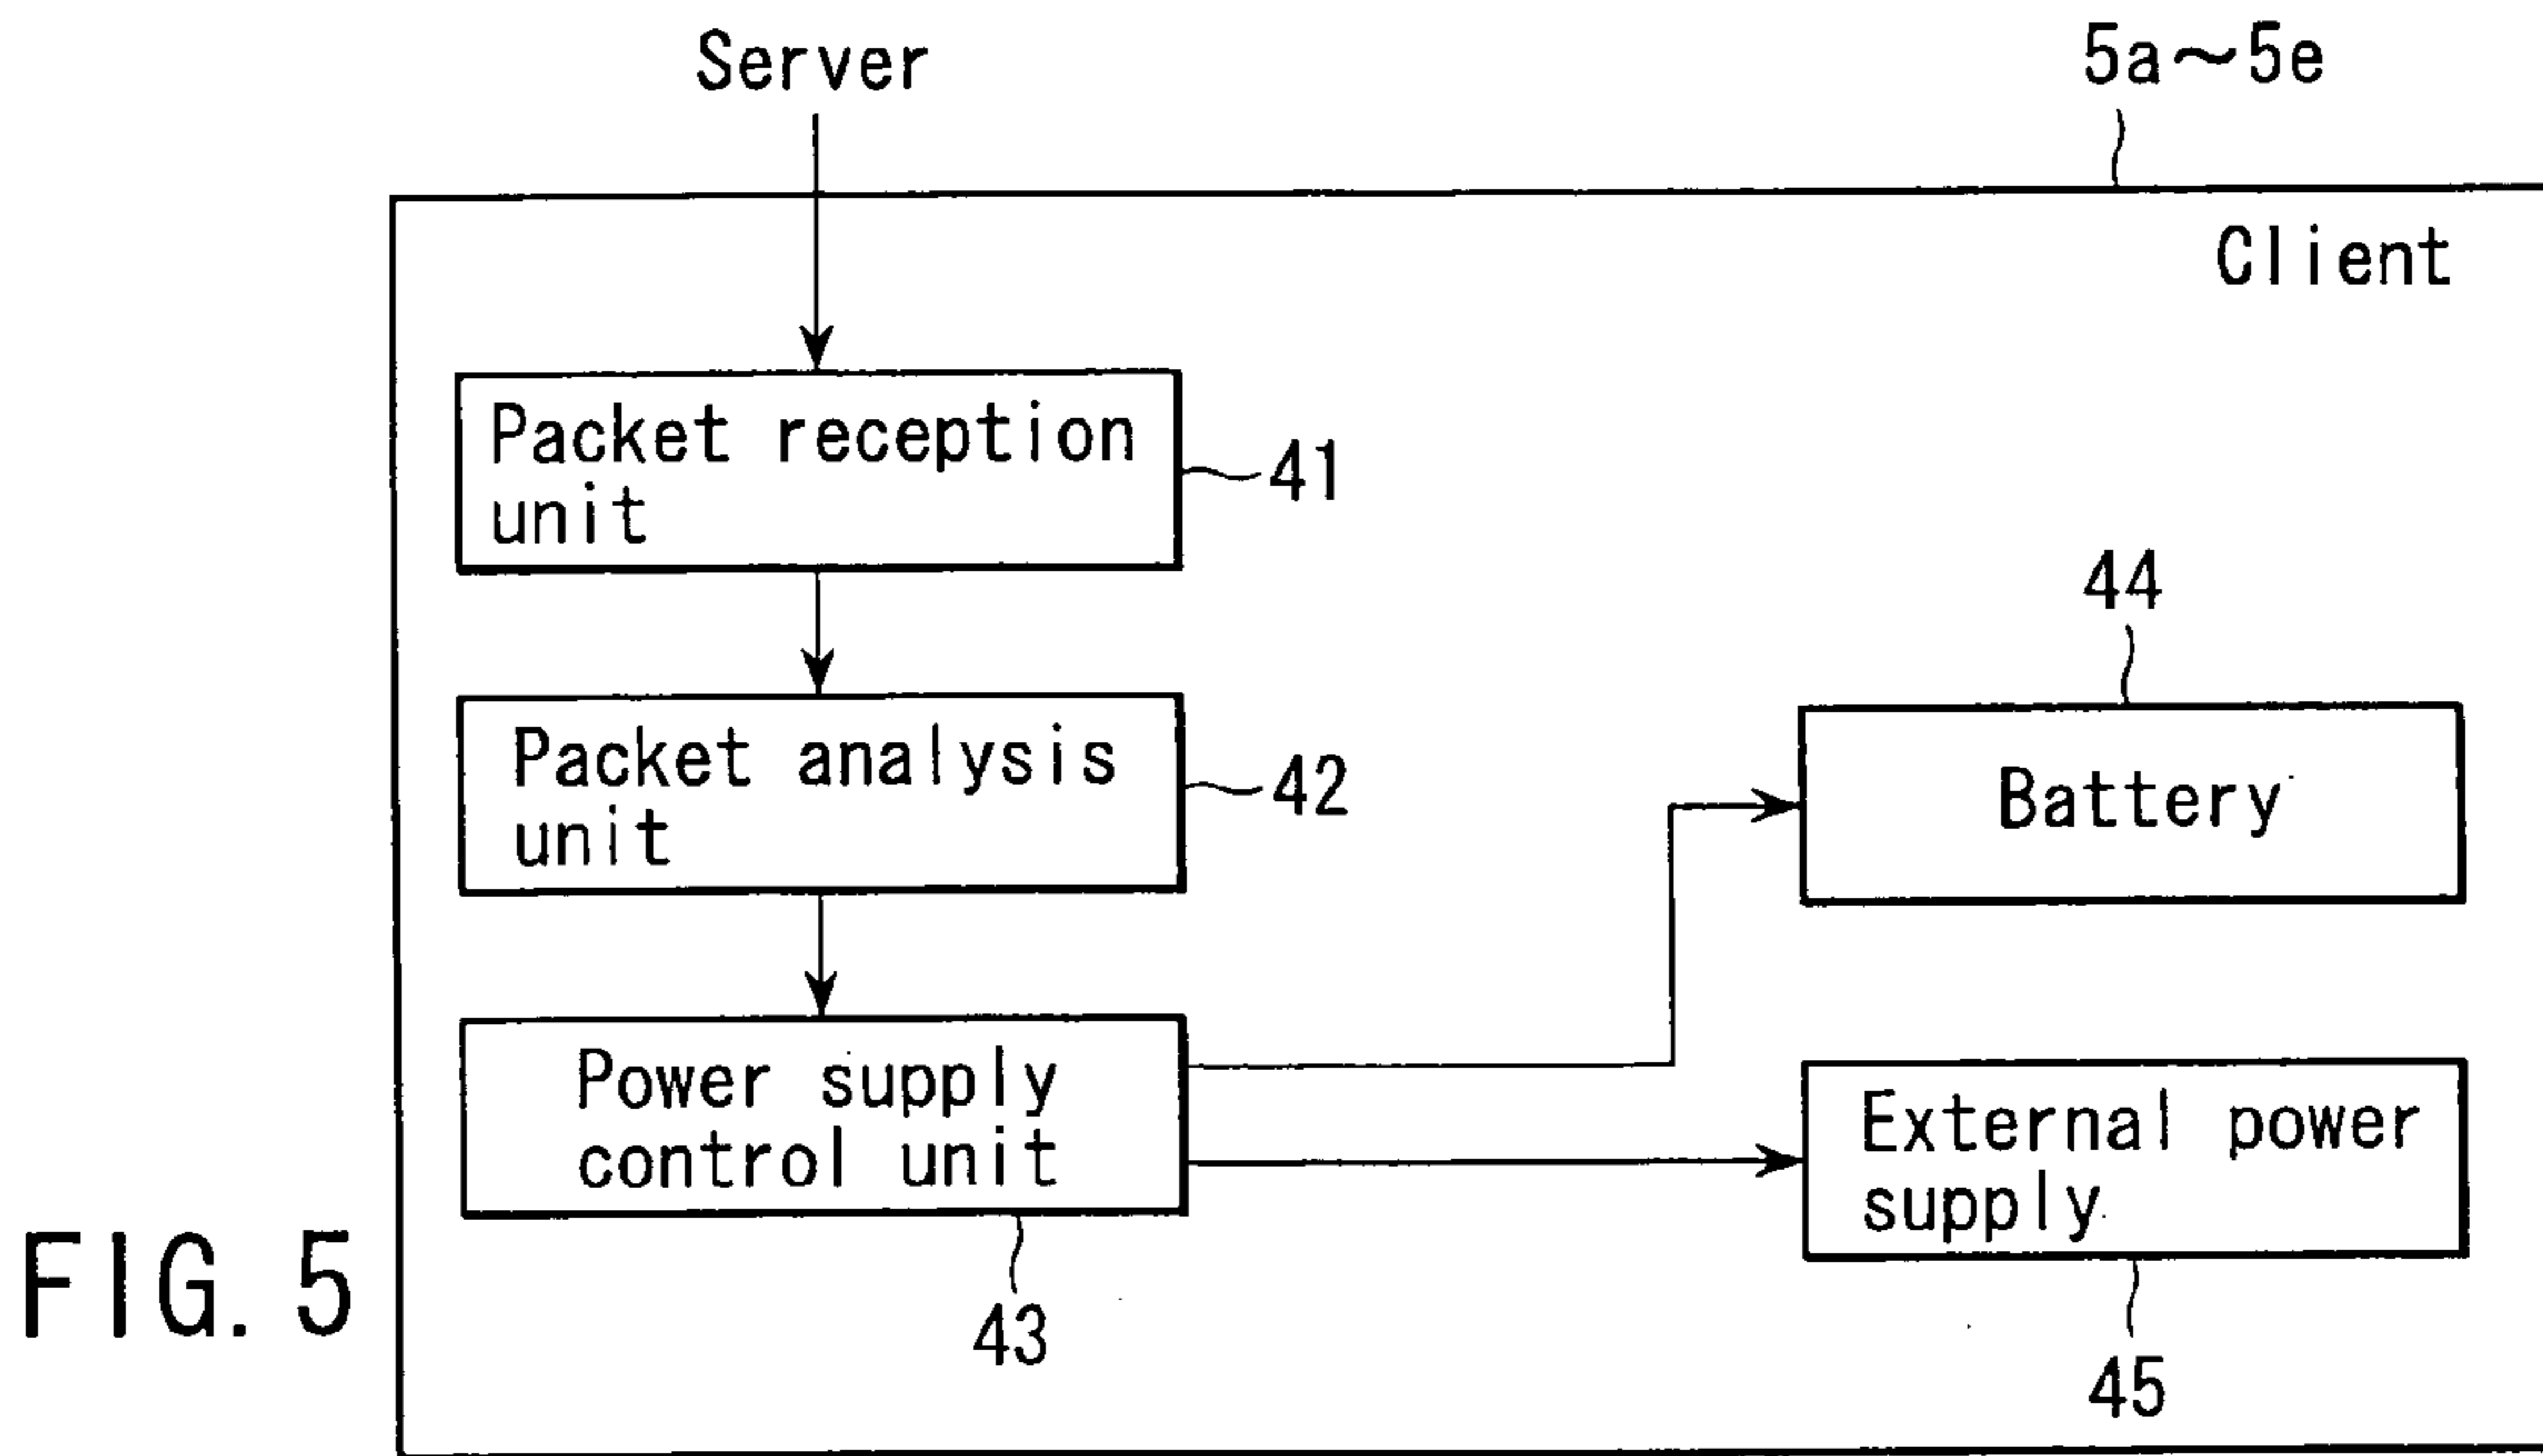 Server
5a~5e
Client
Packet reception
unit
41
44
Packet analysis
unit
42
Battery
Power supply
control unit
External power
supply
43
45
FIG. 5